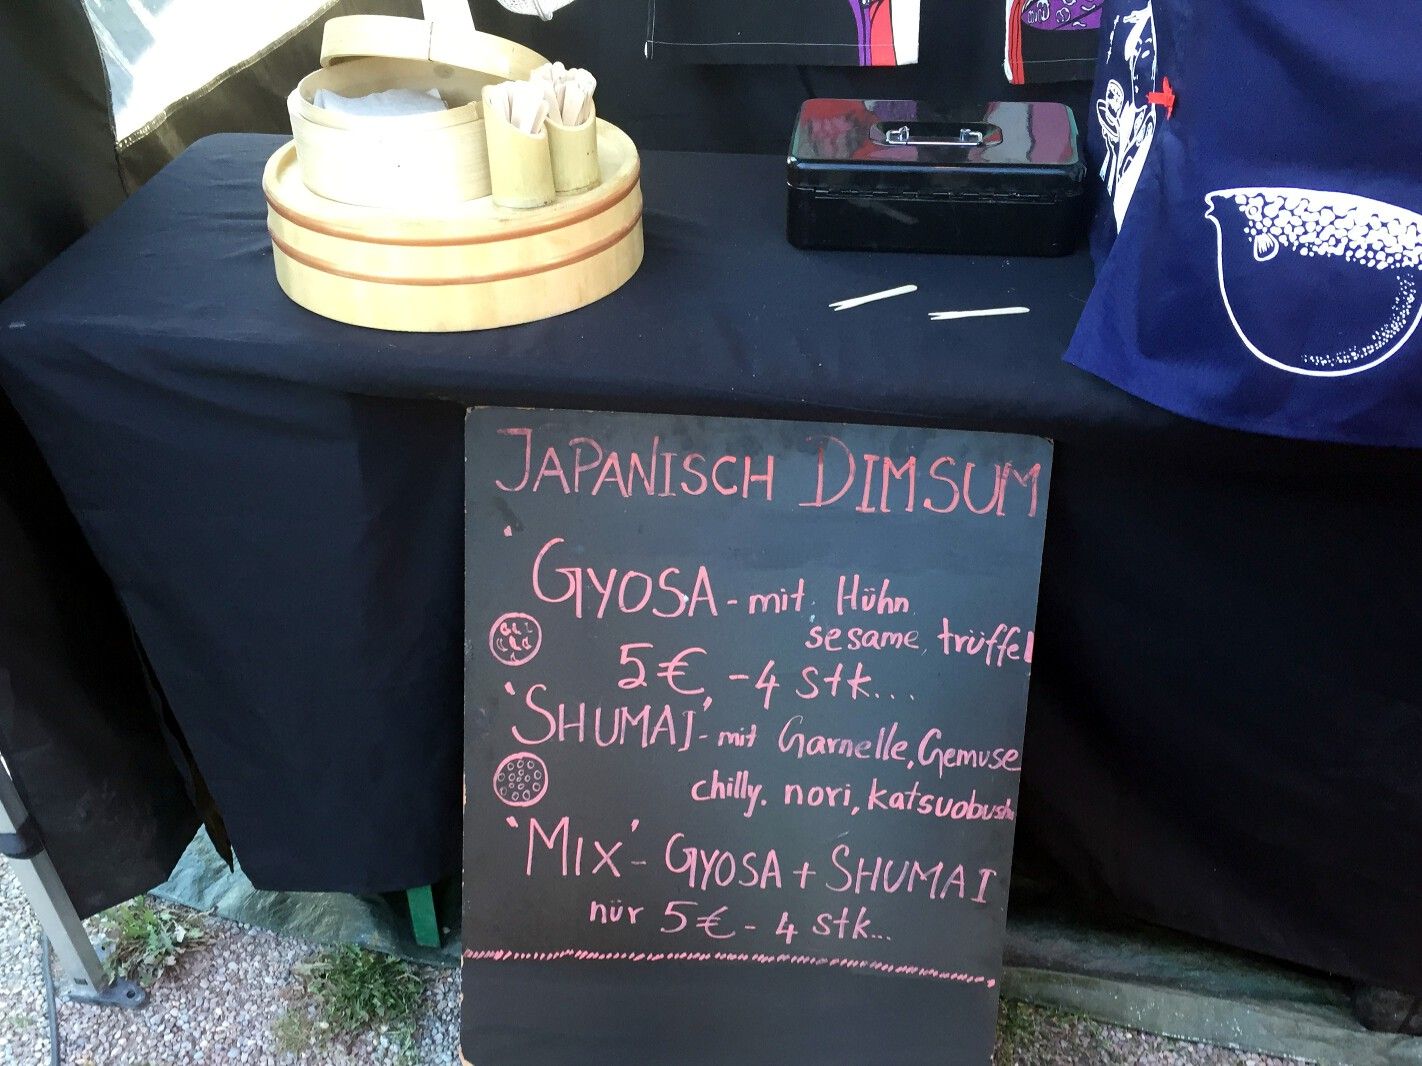 JAPANISCH DIMSUM
'GYOSA - mit Hühn
sesame, trüffel
5€, - 4 stk...
'SHUMAI' - mit Garnelle, Gemuse
chilly. nori, katsuobushi
'MIX' - GYOSA + SHUMAI
nür 5€ - 4 stk...